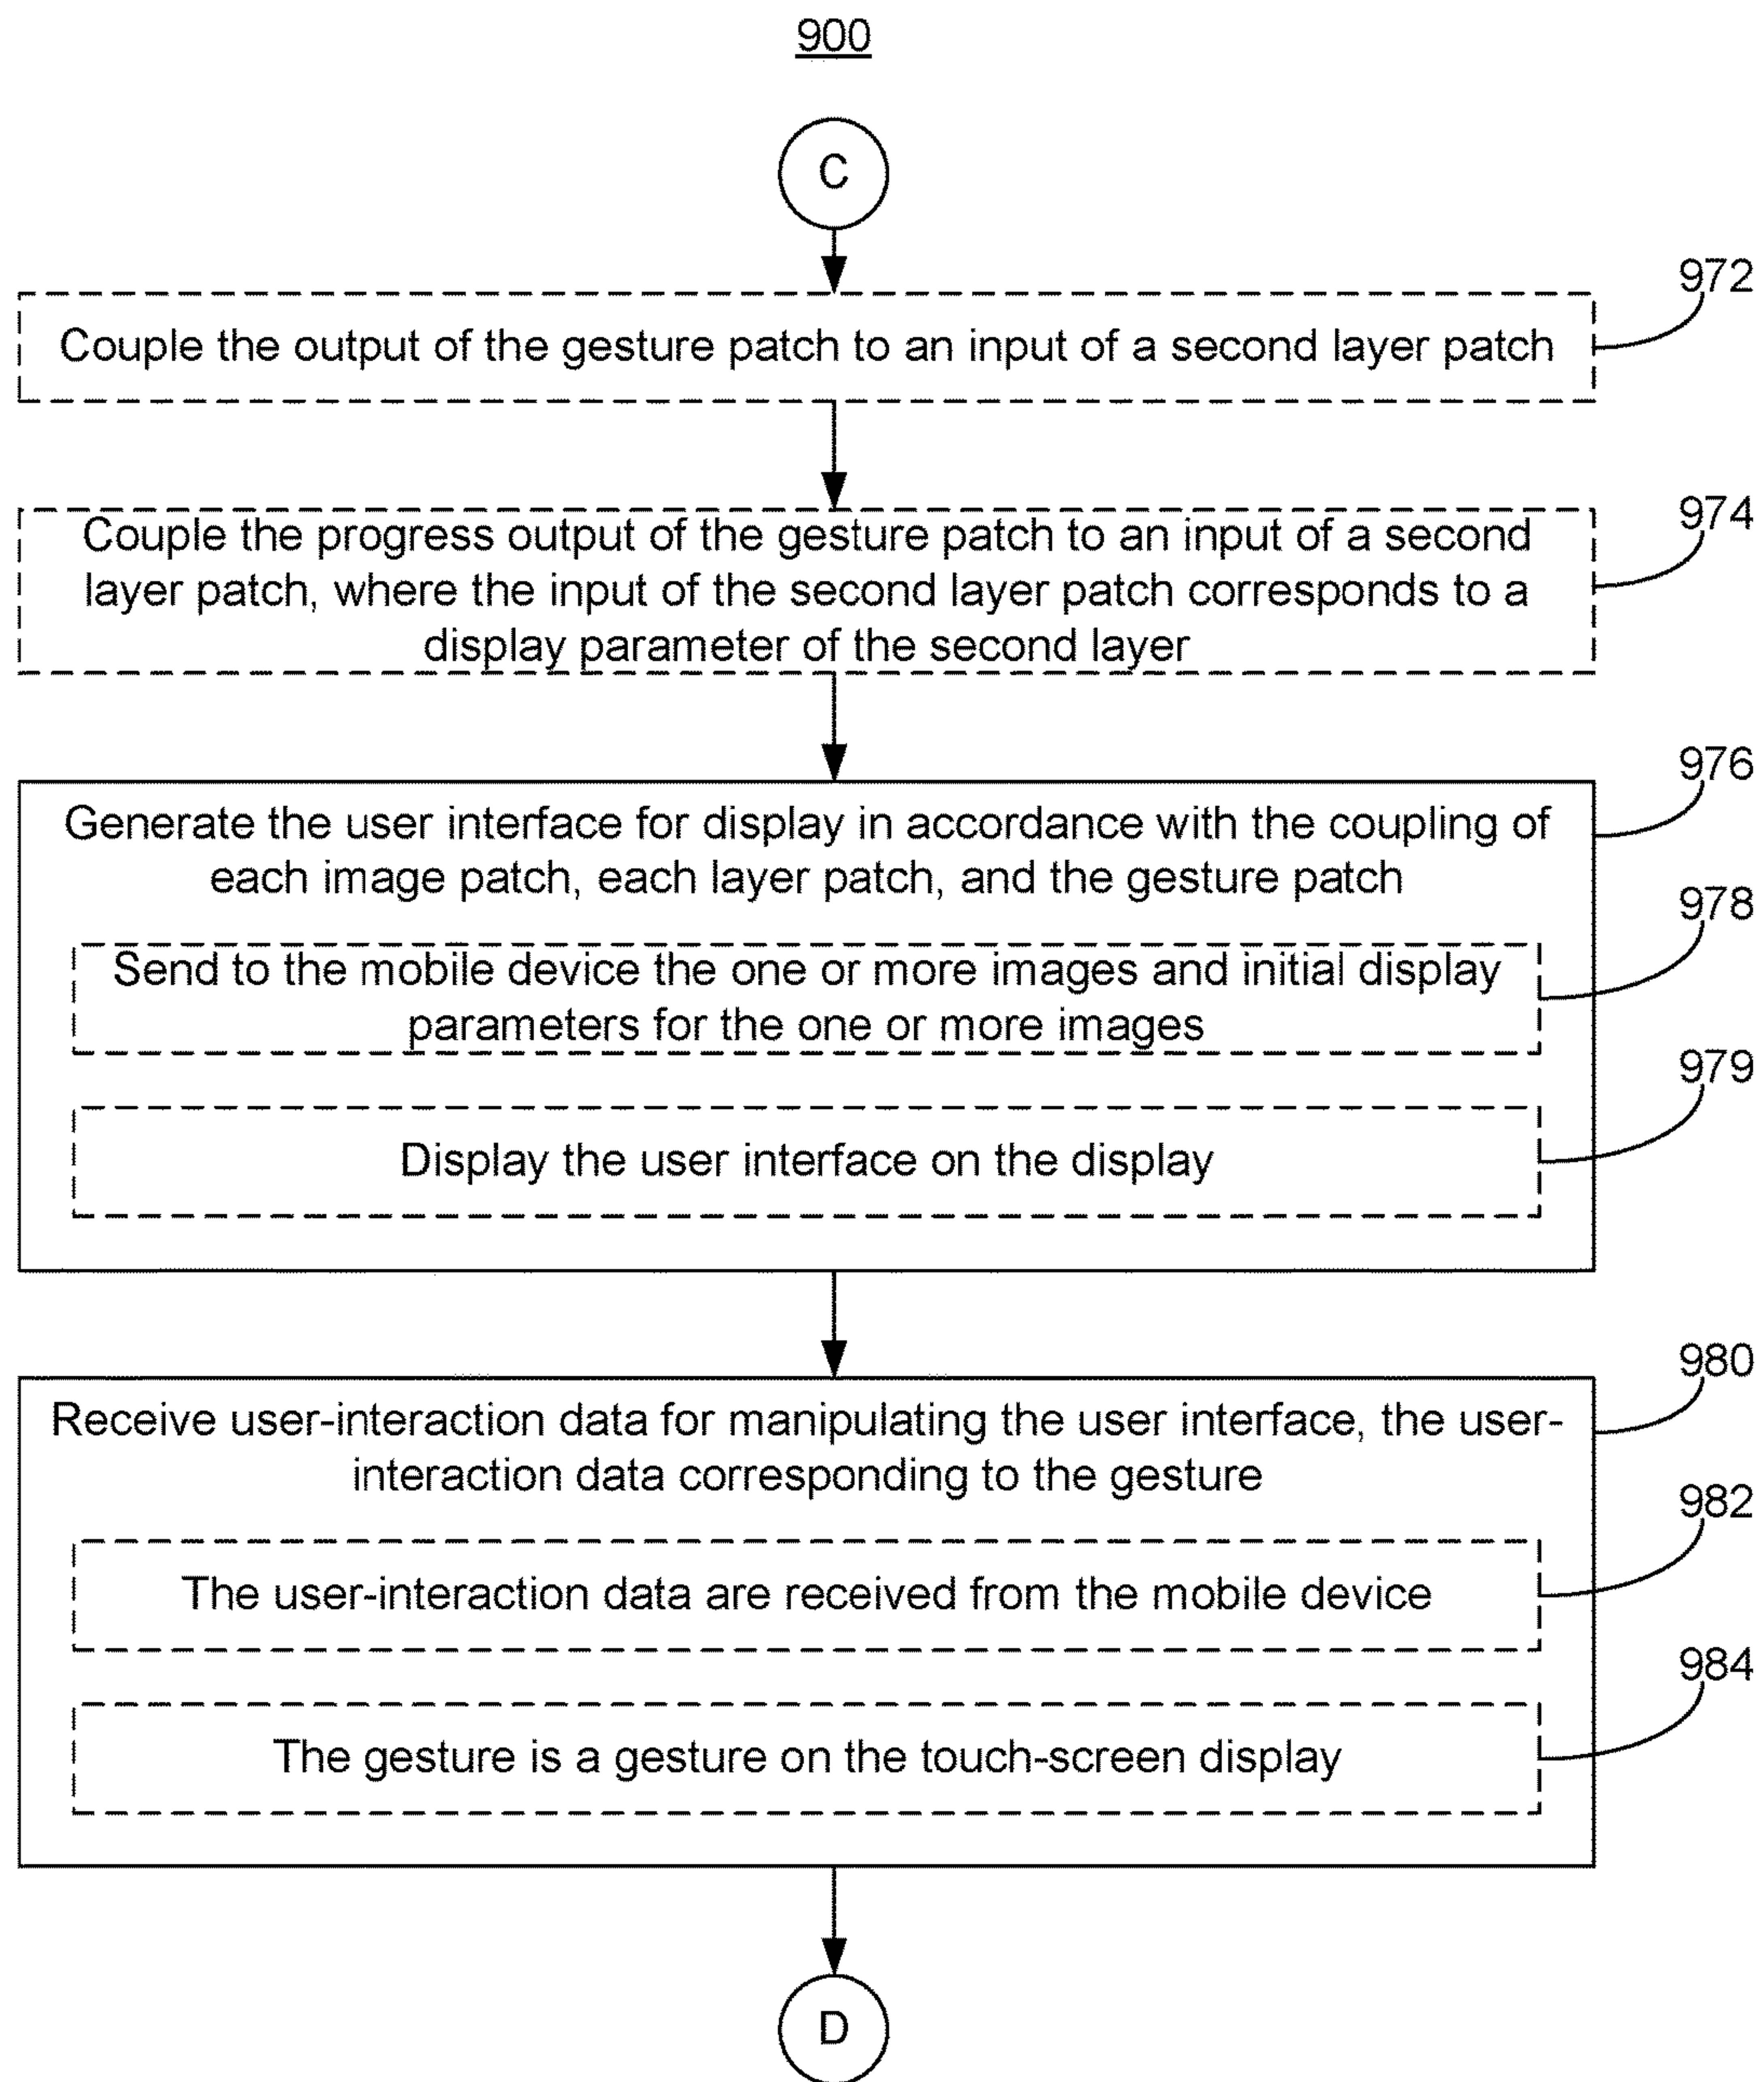 900
C
972
Couple the output of the gesture patch to an input of a second layer patch
974
Couple the progress output of the gesture patch to an input of a second
layer patch, where the input of the second layer patch corresponds to a
display parameter of the second layer
976
Generate the user interface for display in accordance with the coupling of
each image patch, each layer patch, and the gesture patch
978
Send to the mobile device the one or more images and initial display
parameters for the one or more images
979
Display the user interface on the display
980
Receive user-interaction data for manipulating the user interface, the user-
interaction data corresponding to the gesture
982
The user-interaction data are received from the mobile device
984
The gesture is a gesture on the touch-screen display
D